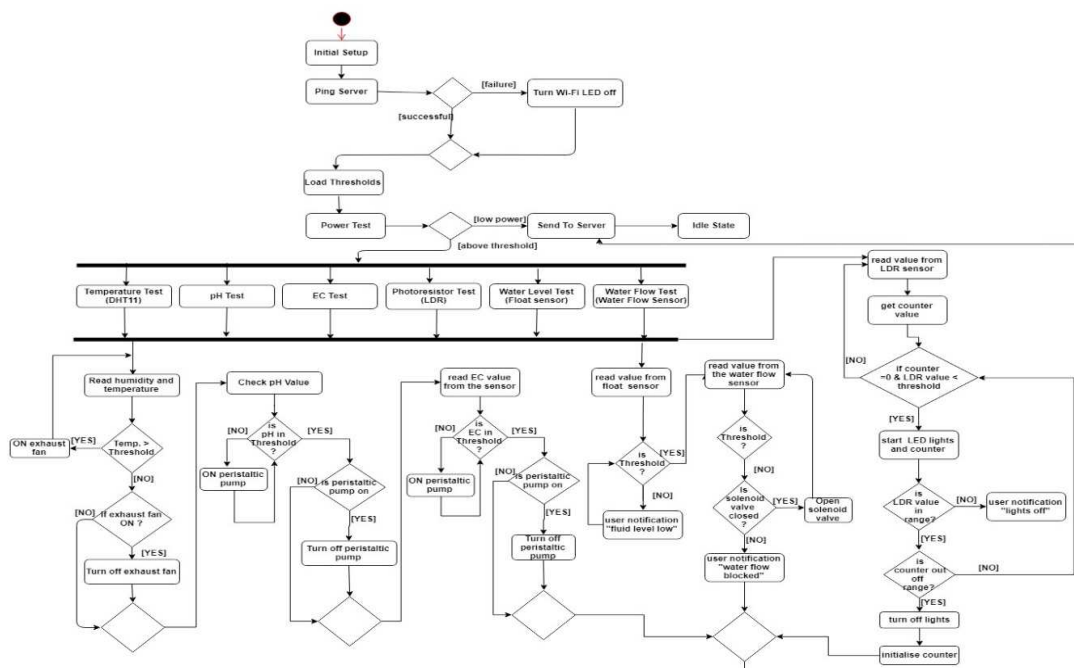 Initial Setup
Ping Server
[failure]
Turn Wi-Fi LED off
[successful]
Load Thresholds
Power Test
[low power]
Send To Server
Idle State
[above threshold]
Temperature Test
(DHT11)
pH Test
EC Test
Photoresistor Test
(LDR)
Water Level Test
(Float sensor)
Water Flow Test
(Water Flow Sensor)
Read humidity and
temperature
Temp. >
Threshold
[YES]
ON exhaust
fan
[NO]
If exhaust fan
ON ?
[NO]
[YES]
Turn off exhaust fan
Check pH Value
is
pH in
Threshold
?
[NO]
[YES]
ON peristaltic
pump
is peristaltic
pump on
[NO]
[YES]
Turn off peristaltic
pump
read EC value
from the sensor
is
EC in
Threshold
?
[NO]
[YES]
ON peristaltic
pump
is peristaltic
pump on
[NO]
[YES]
Turn off peristaltic
pump
read value from
float sensor
is
Threshold
?
[YES]
[NO]
user notification
"fluid level low"
read value from
the water flow
sensor
is
Threshold
?
[NO]
is
solenoid
valve
closed
?
[YES]
Open
solenoid
valve
[NO]
user notification
"water flow
blocked"
read value from
LDR sensor
get counter
value
if
counter
=0 & LDR value <
threshold
[NO]
[YES]
start LED lights
and counter
is
LDR value
in
range?
[NO]
user notification
"lights off"
[YES]
is
counter out
off
range?
[NO]
[YES]
turn off lights
initialise counter